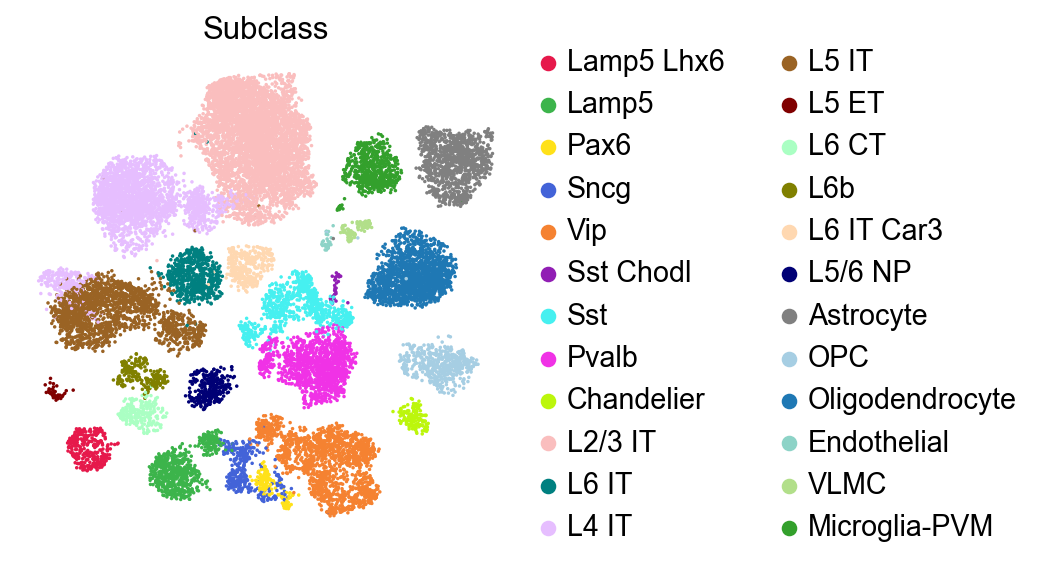 Subclass
Lamp5 Lhx6
Lamp5
Pax6
Sncg
Vip
Sst Chodl
Sst
Pvalb
Chandelier
L2/3 IT
L6 IT
L4 IT
L5 IT
L5 ET
L6 CT
L6b
L6 IT Car3
L5/6 NP
Astrocyte
OPC
Oligodendrocyte
Endothelial
VLMC
Microglia-PVM